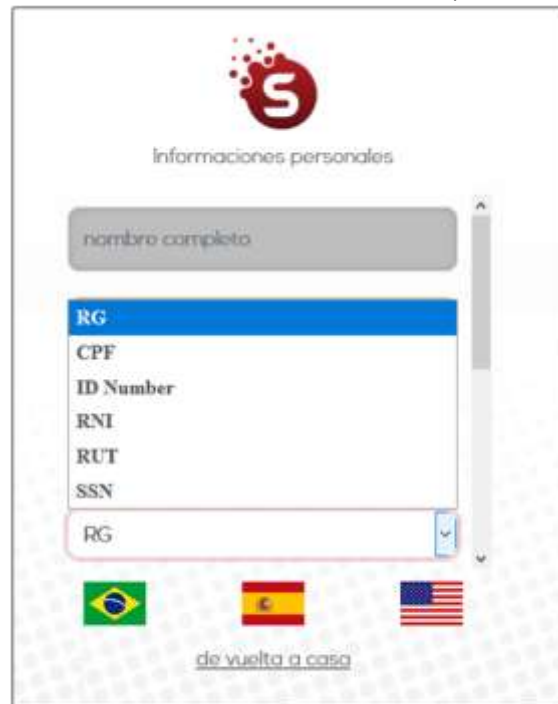 S
Informaciones personales
nombre completo
RG
CPF
ID Number
RNI
RUT
SSN
RG
de vuelta a casa